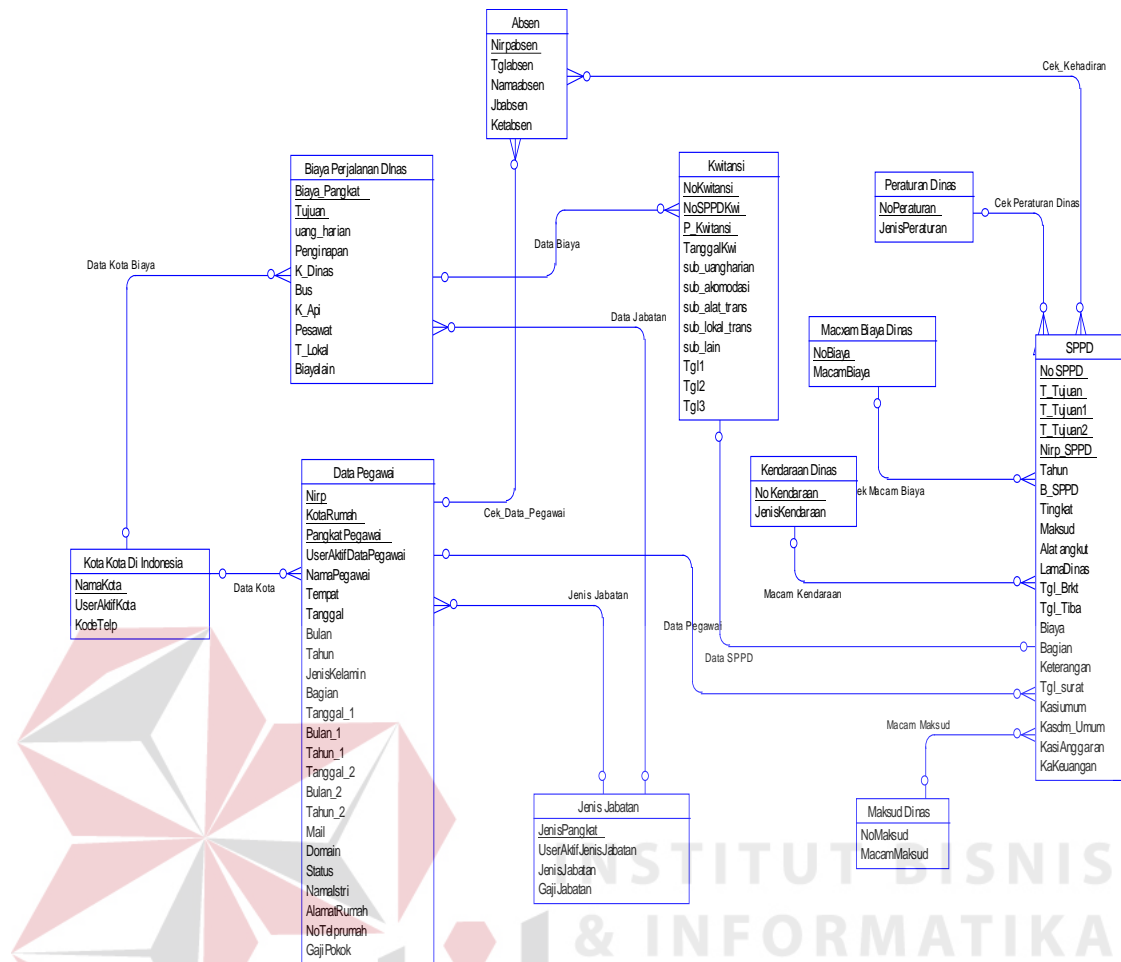 Absen
Nirpabsen
Tglabsen
Namaabsen
Jbabsen
Ketabsen
Cek_Kehadiran
Biaya Perjalanan DInas
Biaya_Pangkat
Tujuan
uang_harian
Penginapan
K_Dinas
Bus
K_Api
Pesawat
T_Lokal
Biayalain
Data Kota Biaya
Data Biaya
Data Jabatan
Kwitansi
NoKwitansi
NoSPPDKwi
P_Kwitansi
TanggalKwi
sub_uangharian
sub_akomodasi
sub_alat_trans
sub_lokal_trans
sub_lain
Tgl1
Tgl2
Tgl3
Peraturan Dinas
NoPeraturan
JenisPeraturan
Cek Peraturan Dinas
Macxam Biaya Dinas
NoBiaya
MacamBiaya
ek Macam Biaya
Kendaraan Dinas
No Kendaraan
JenisKendaraan
Macam Kendaraan
SPPD
No SPPD
T_Tujuan
T_Tujuan1
T_Tujuan2
Nirp_SPPD
Tahun
B_SPPD
Tingkat
Maksud
Alat angkut
LamaDinas
Tgl_Brkt
Tgl_Tiba
Biaya
Bagian
Keterangan
Tgl_surat
Kasiumum
Kasdm_Umum
KasiAnggaran
KaKeuangan
Data Pegawai
Nirp
KotaRumah
Pangkat Pegawai
UserAktifDataPegawai
NamaPegawai
Tempat
Tanggal
Bulan
Tahun
JenisKelamin
Bagian
Tanggal_1
Bulan_1
Tahun_1
Tanggal_2
Bulan_2
Tahun_2
Mail
Domain
Status
NamaIstri
AlamatRumah
NoTelprumah
Gaji Pokok
Cek_Data_Pegawai
Kota Kota Di Indonesia
NamaKota
UserAktifKota
KodeTelp
Data Kota
Jenis Jabatan
Data Pegawai
Data SPPD
Macam Maksud
Jenis Jabatan
JenisPangkat
UserAktifJenisJabatan
JenisJabatan
GajiJabatan
Maksud Dinas
NoMaksud
MacamMaksud
INSTITUT BISNIS
& INFORMATIKA